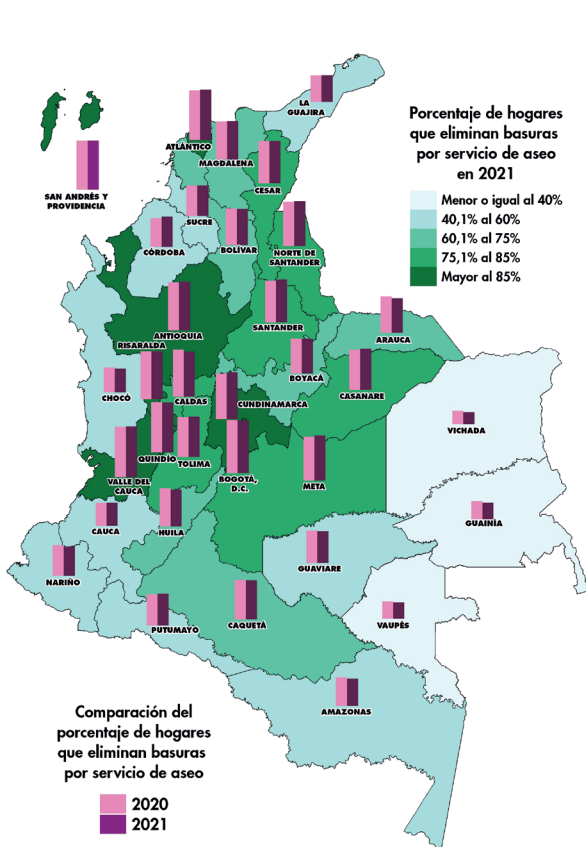 LA
GUAJIRA
ATLÁNTICO
MAGDALENA
CESAR
SAN ANDRÉS Y
PROVIDENCIA
SUCRE
CÓRDOBA
BOLÍVAR
NORTE DE
SANTANDER
Porcentaje de hogares
que eliminan basuras
por servicio de aseo
en 2021
Menor o igual al 40%
40,1% al 60%
60,1% al 75%
75,1% al 85%
Mayor al 85%
ANTIOQUIA
SANTANDER
ARAUCA
RISARALDA
CHOCÓ
CALDAS
BOYACÀ
CUNDINAMARCA
CASANARE
VICHADA
QUINDÍO
TOLIMA
BOGOTÁ,
D.C.
META
VALLE DEL
CAUCA
CAUCA
HUILA
GUAINÍA
NARIÑO
GUAVIARE
PUTUMAYO
CAQUETÀ
VAUPÉS
AMAZONAS
Comparación del
porcentaje de hogares
que eliminan basuras
por servicio de aseo
2020
2021